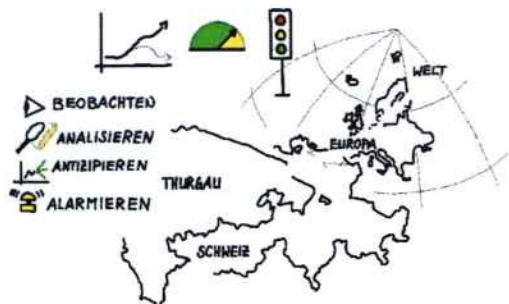 WELT
BEOBACHTEN
ANALISIEREN
EUROPA
ANTIZIPIEREN
THURGAU
ALARMIEREN
SCHWEIZ